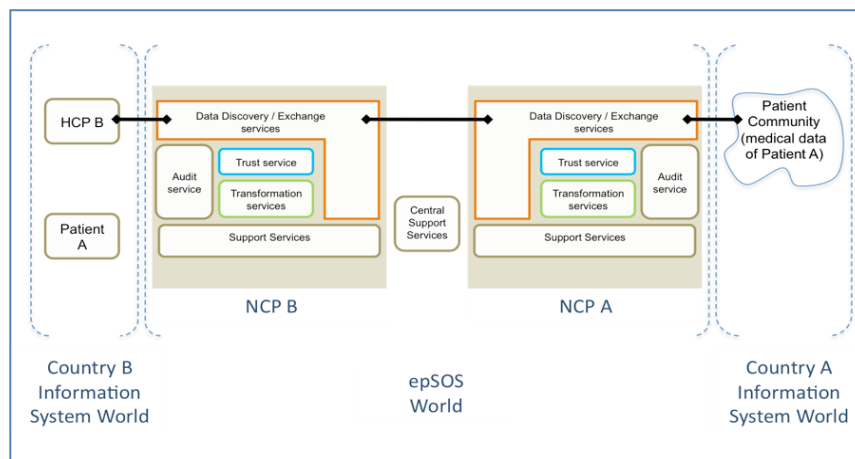 HCP B
Patient
A
Data Discovery / Exchange
services
Audit
service
Trust service
Transformation
services
Support Services
NCP B
Central
Support
Services
Data Discovery / Exchange
services
Trust service
Transformation
services
Audit
service
Support Services
NCP A
Patient
Community
(medical data
of Patient A)
Country B
Information
System World
epSOS
World
Country A
Information
System World